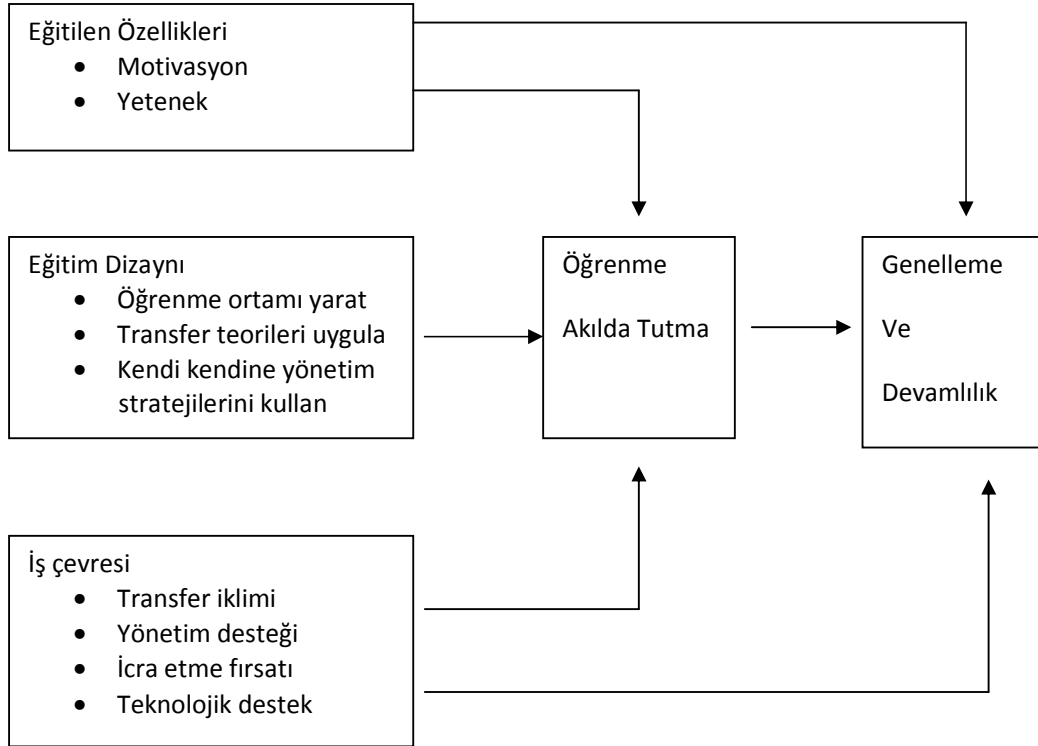 Eğitilen Özellikleri
• Motivasyon
• Yetenek
Eğitim Dizaynı
• Öğrenme ortamı yarat
• Transfer teorileri uygula
• Kendi kendine yönetim
stratejilerini kullan
Öğrenme
Akılda Tutma
Genelleme
Ve
Devamlılık
İş çevresi
• Transfer iklimi
• Yönetim desteği
• İcra etme fırsatı
• Teknolojik destek